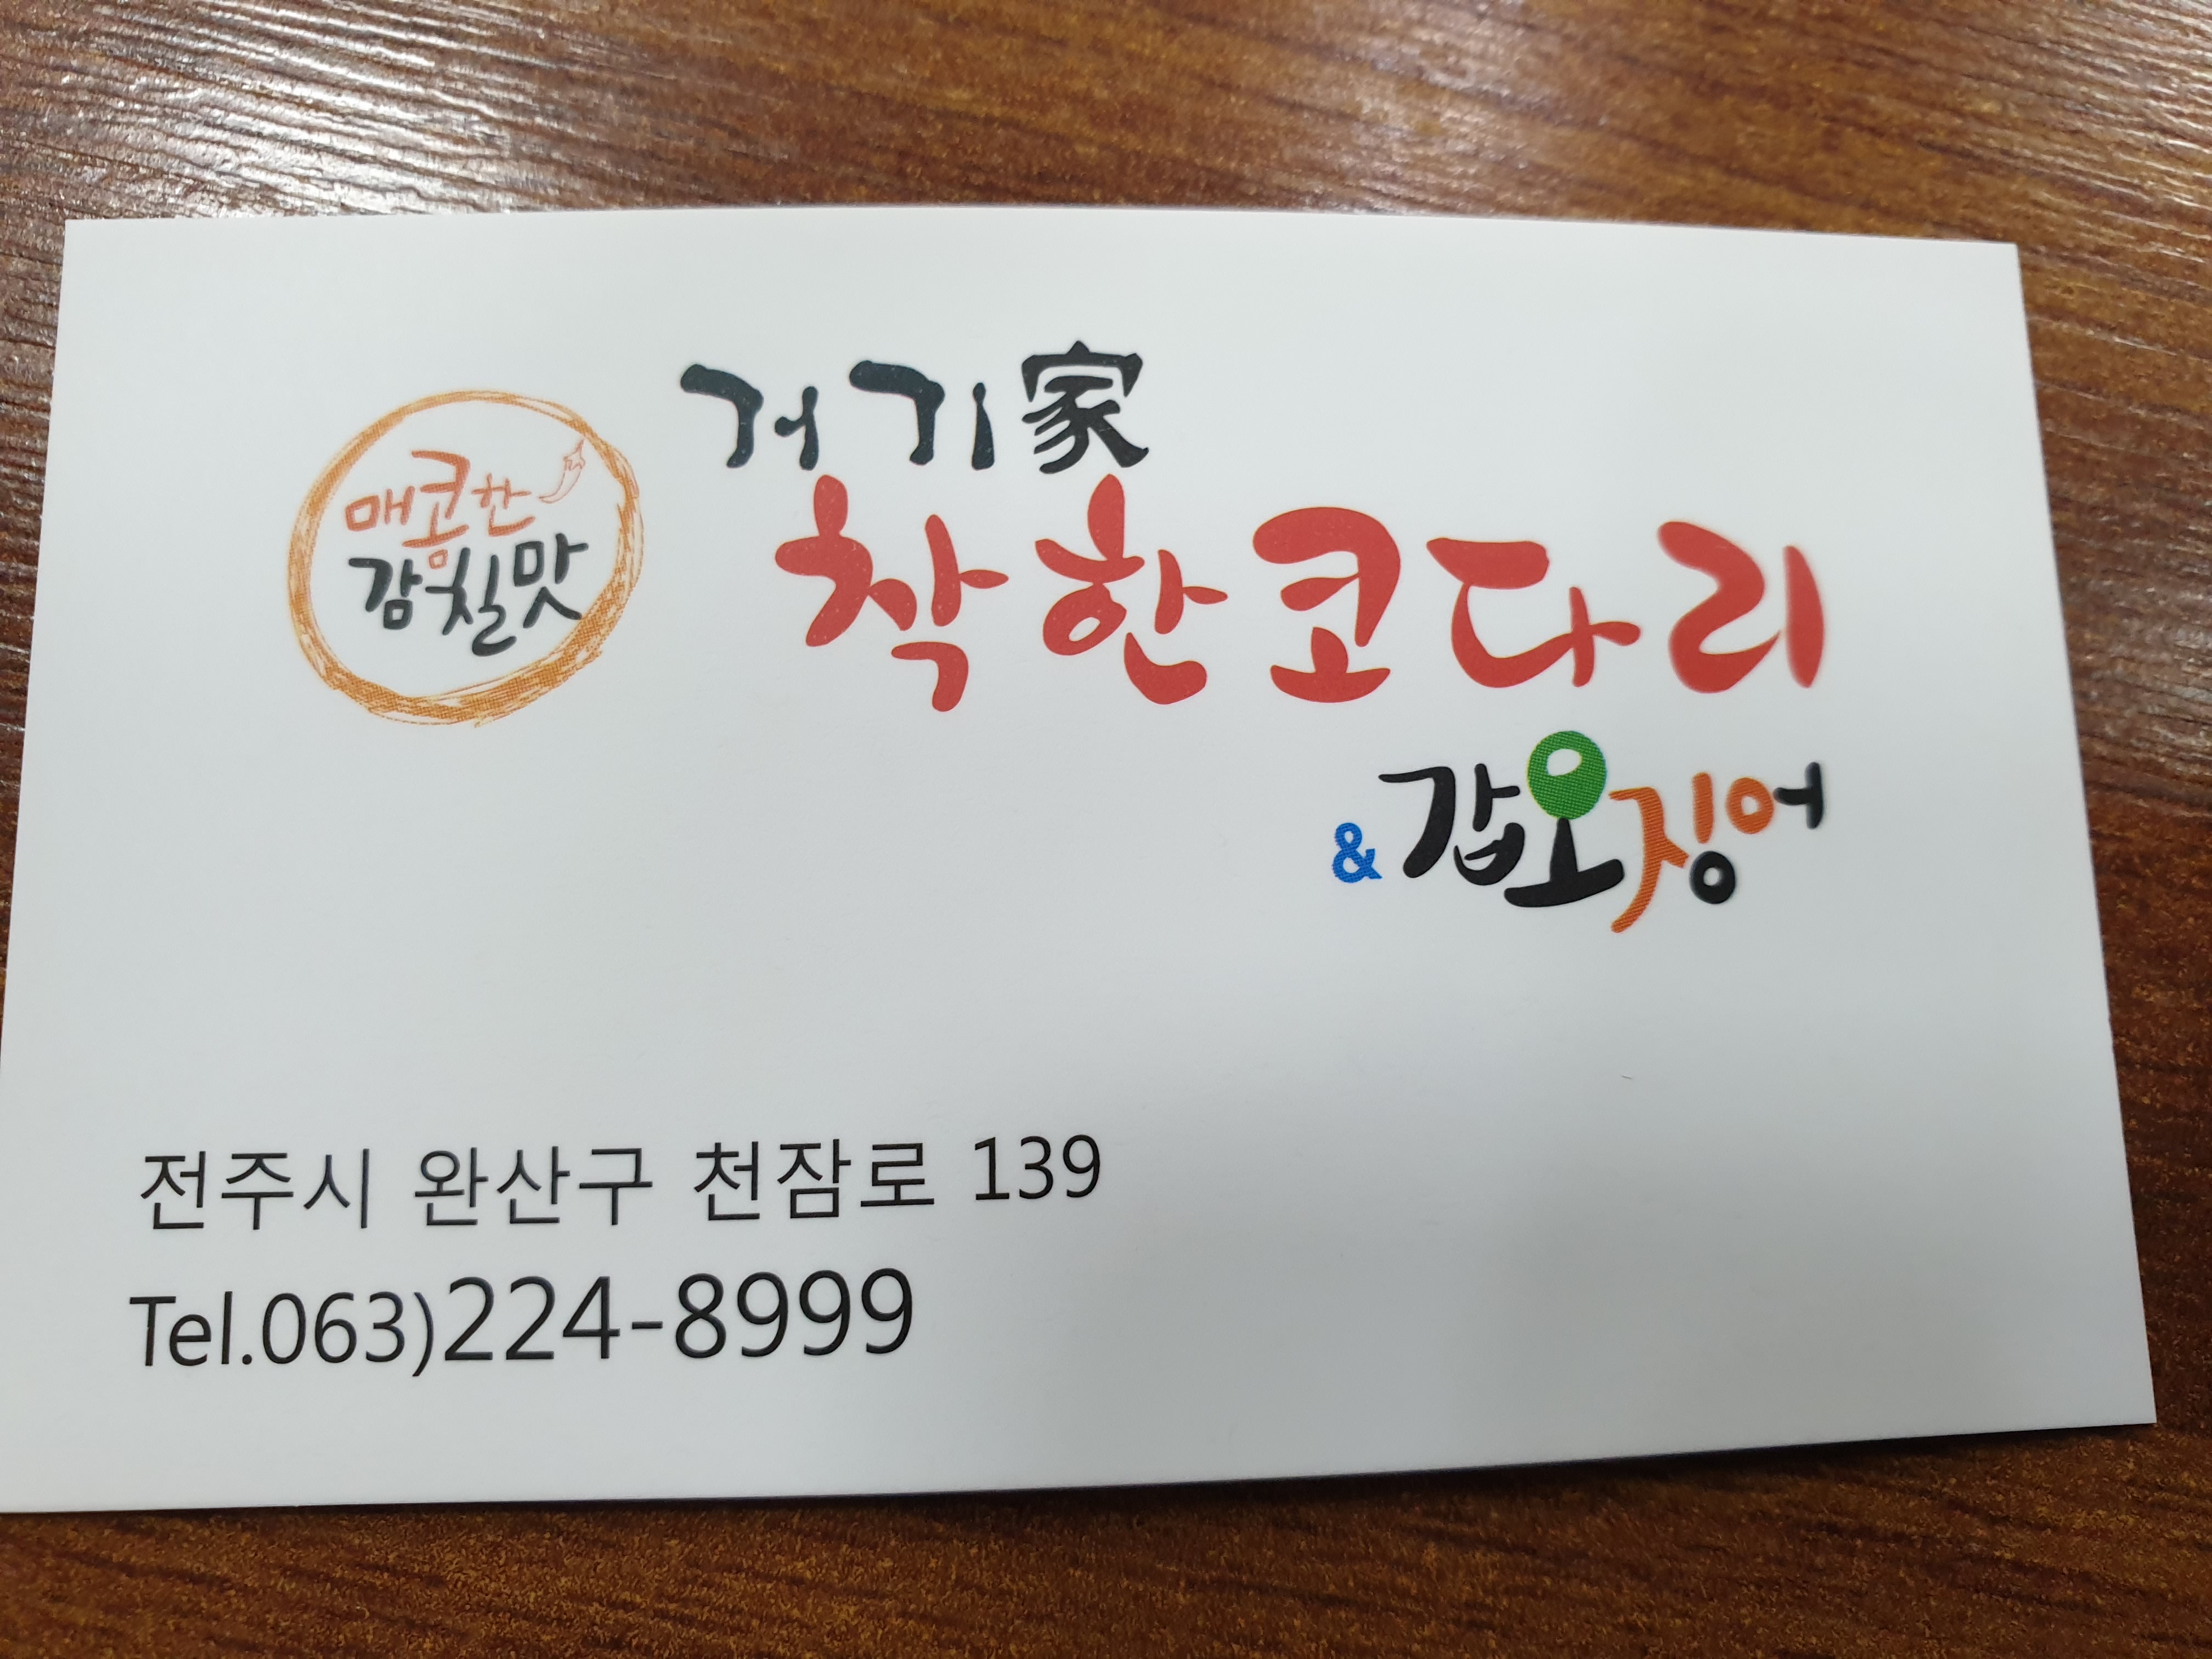 매콤한
감칠맛
거기家
착한코다리
&갑오징어
전주시 완산구 천잠로 139
Tel.063)224-8999